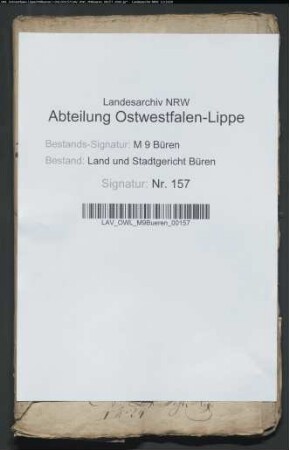 Landesarchiv NRW
Abteilung Ostwestfalen-Lippe
Bestands-Signatur: M 9 Büren
Bestand: Land und Stadtgericht Büren
Signatur: Nr. 157
LAV_OWL_M9Bueren_00157